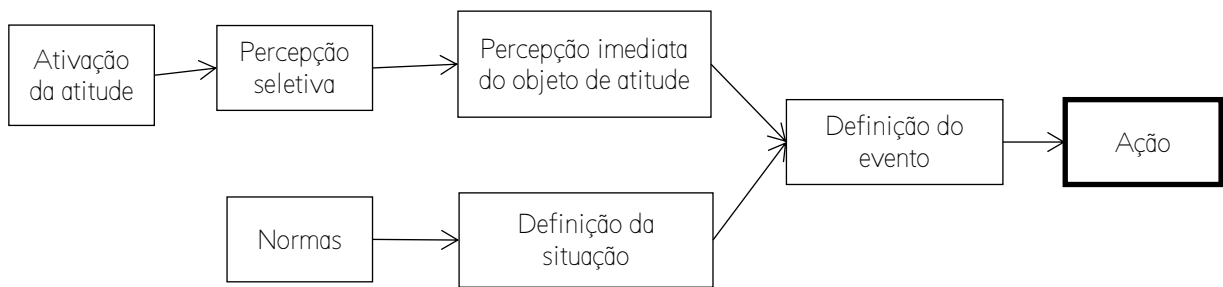 Ativação
da atitude
Percepção
seletiva
Percepção imediata
do objeto de atitude
Definição do
evento
Ação
Normas
Definição da
situação